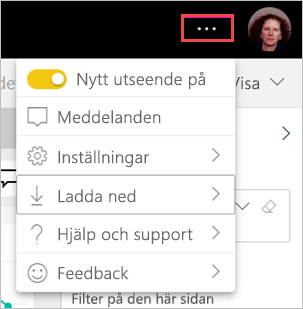 Nytt utseende på
Visa
Meddelanden
Inställningar
Ladda ned
Hjälp och support
Feedback
Filter på den här sidan